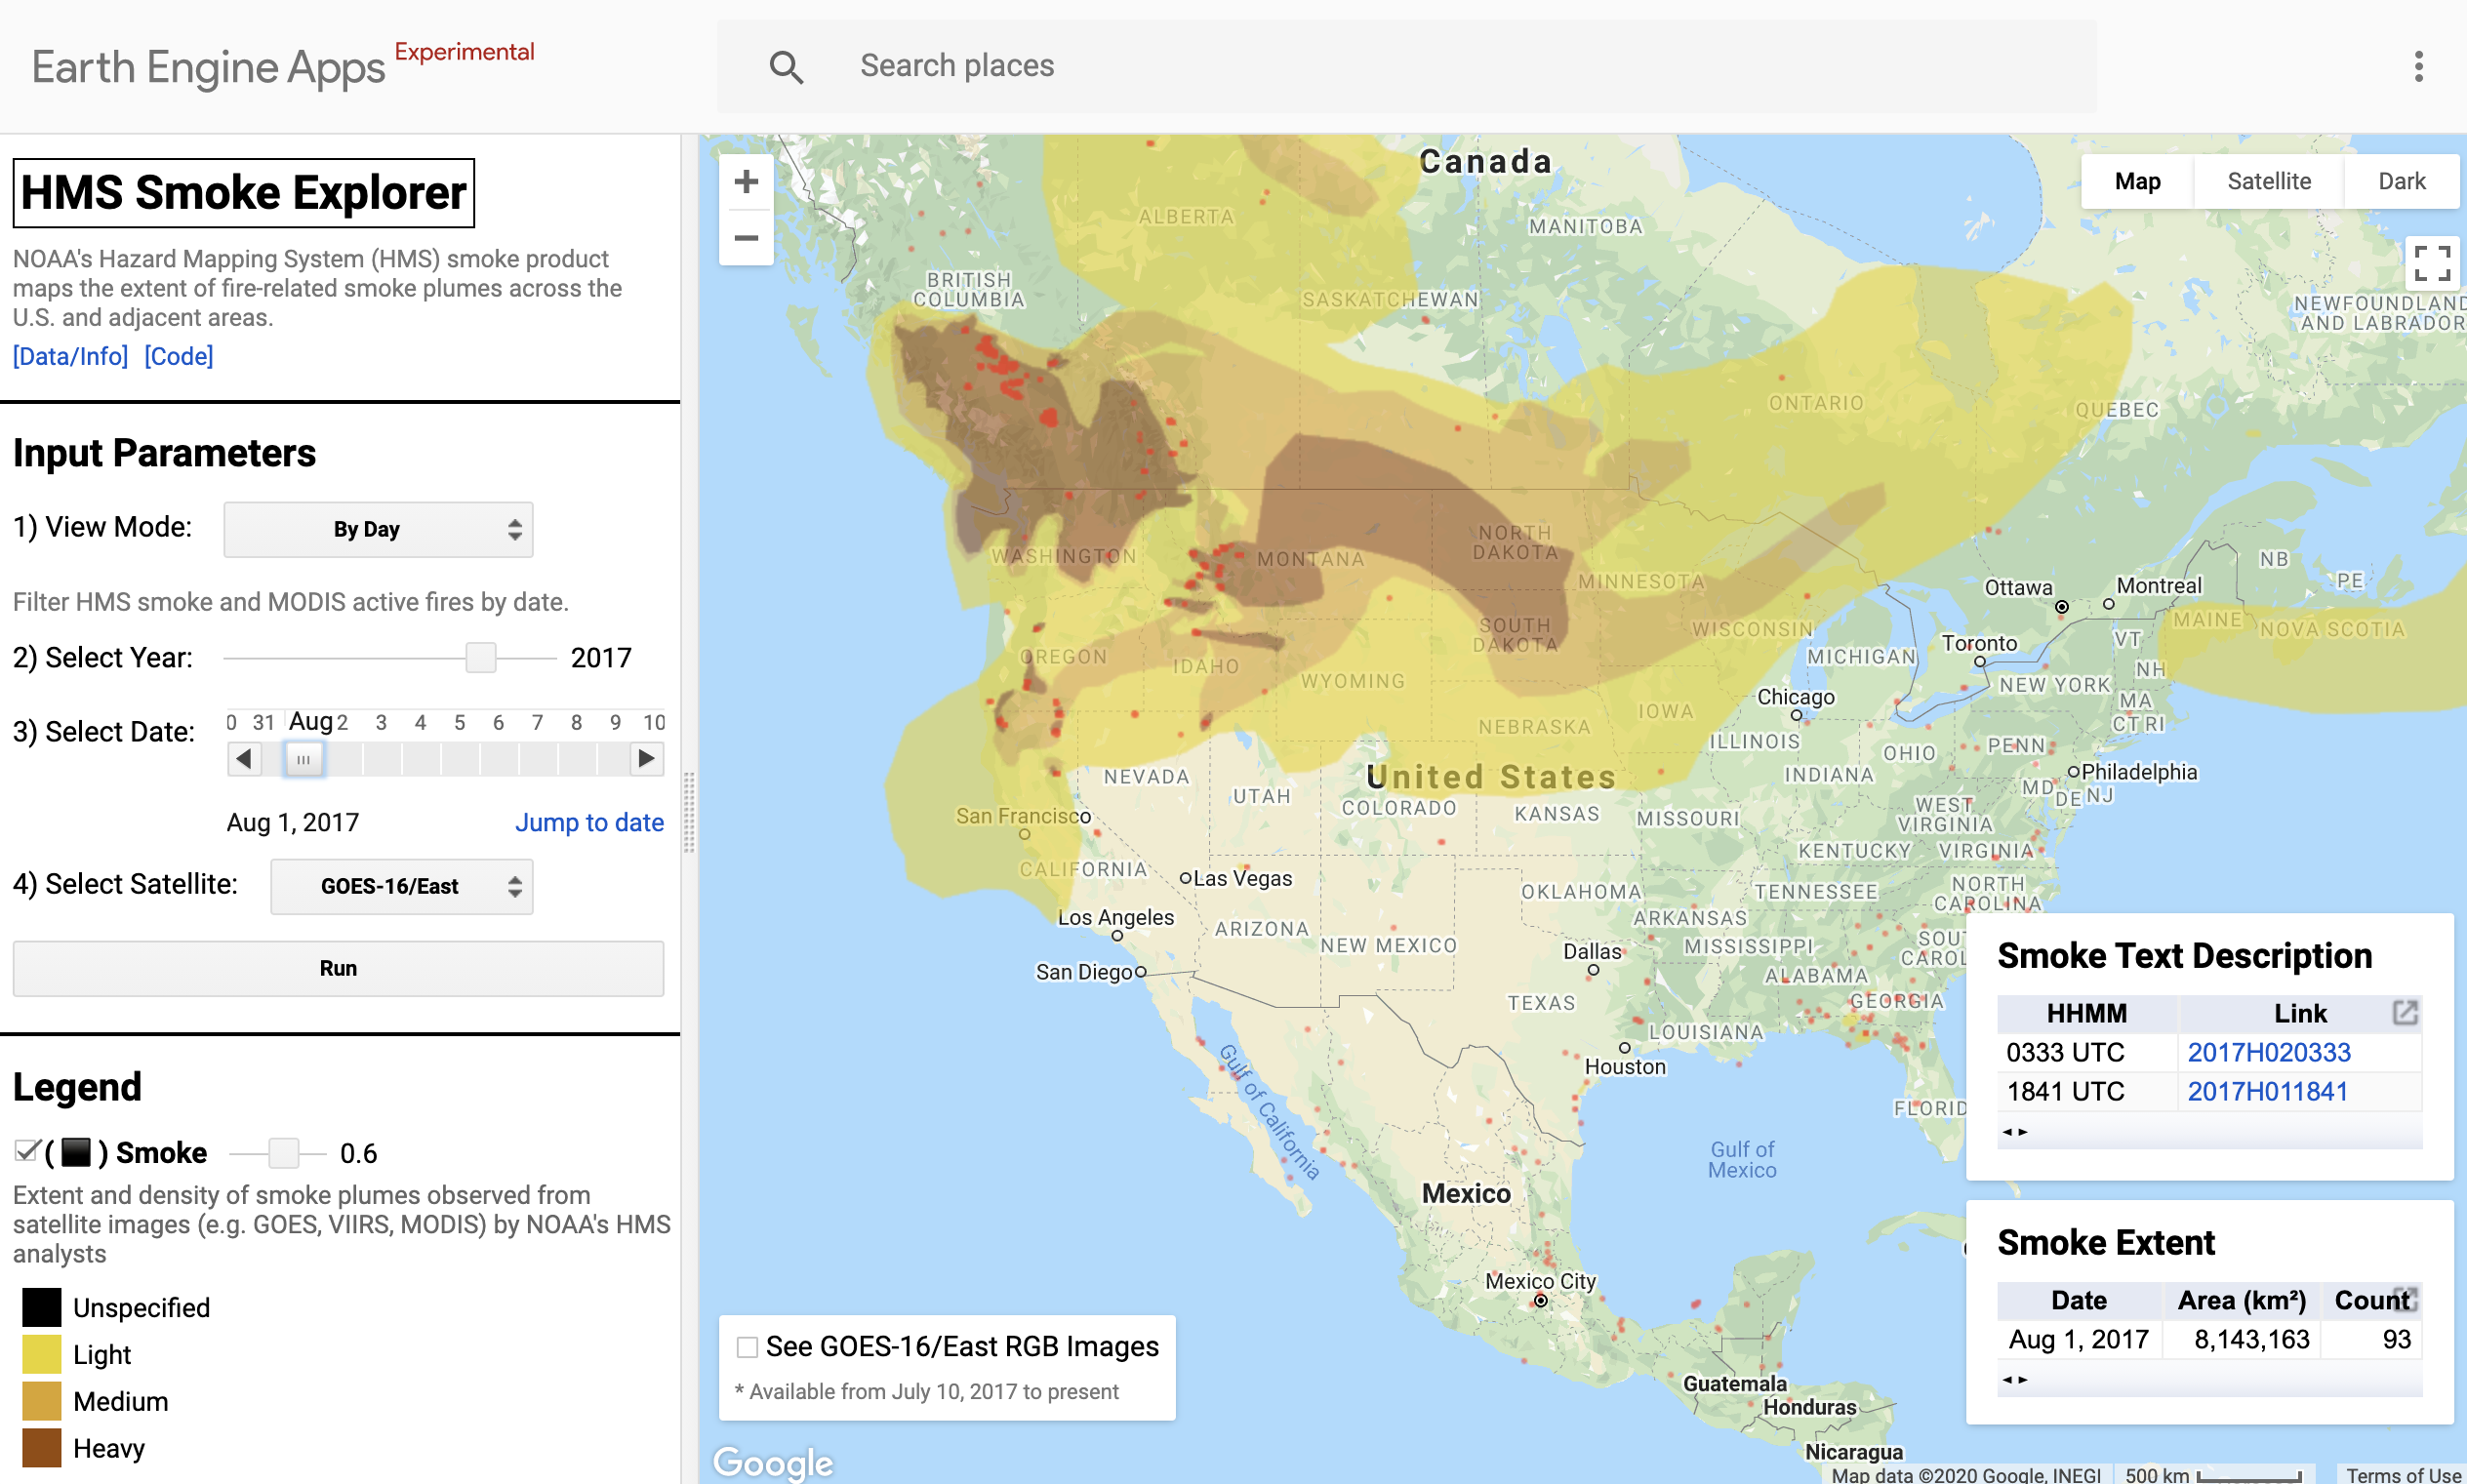 Earth Engine Apps Experimental
Search places
HMS Smoke Explorer
NOAA's Hazard Mapping System (HMS) smoke product
maps the extent of fire-related smoke plumes across the
U.S. and adjacent areas.
[Data/Info] [Code]
Input Parameters
1) View Mode:
By Day
Filter HMS smoke and MODIS active fires by date.
2) Select Year:
2017
3) Select Date:
0 31 Aug 2 3 4 5 6 7 8 9 10
Aug 1, 2017
Jump to date
4) Select Satellite:
GOES-16/East
Run
Legend
( ) Smoke
0.6
Extent and density of smoke plumes observed from
satellite images (e.g. GOES, VIIRS, MODIS) by NOAA's HMS
analysts
Unspecified
Light
Medium
Heavy
Map
Satellite
Dark
Canada
ALBERTA
MANITOBA
BRITISH
COLUMBIA
SASKATCHEWAN
NEWFOUNDLAND
AND LABRADOR
ONTARIO
QUEBEC
WASHINGTON
MONTANA
NORTH
DAKOTA
MINNESOTA
Ottawa
Montreal
NB
PE
MAINE
NOVA SCOTIA
SOUTH
DAKOTA
WISCONSIN
VT
OREGON
IDAHO
MICHIGAN
Toronto
NH
WYOMING
NEW YORK
MA
CT RI
Chicago
IOWA
NEBRASKA
ILLINOIS
OHIO
PENN
NEVADA
United States
INDIANA
Philadelphia
UTAH
COLORADO
KANSAS
MISSOURI
MD
DE
NJ
WEST
VIRGINIA
San Francisco
KENTUCKY
VIRGINIA
CALIFORNIA
Las Vegas
OKLAHOMA
TENNESSEE
NORTH
CAROLINA
Los Angeles
ARIZONA
NEW MEXICO
ARKANSAS
MISSISSIPPI
SOUT
CAROL
Dallas
San Diego
ALABAMA
TEXAS
GEORGIA
LOUISIANA
Houston
Gulf of California
FLORID
Gulf of
Mexico
Mexico
Mexico City
Guatemala
Honduras
Nicaragua
Smoke Text Description
HHMM Link
0333 UTC 2017H020333
1841 UTC 2017H011841
Smoke Extent
Date Area (km²) Count
Aug 1, 2017 8,143,163 93
See GOES-16/East RGB Images
* Available from July 10, 2017 to present
Google
Map data ©2020 Google, INEGI
500 km
Terms of Use